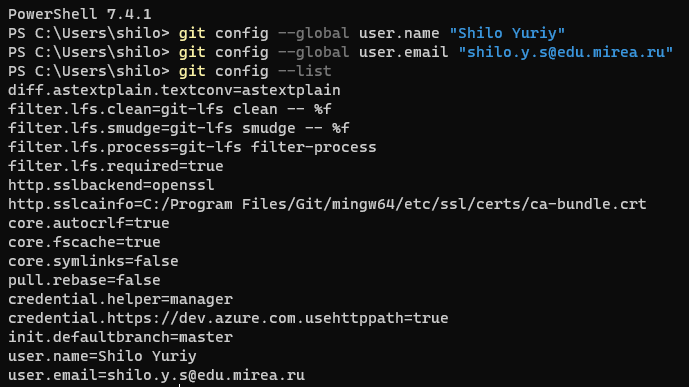 PowerShell 7.4.1
PS C:\Users\shilo> git config --global user.name "Shilo Yuriy"
PS C:\Users\shilo> git config --global user.email "shilo.y.s@edu.mirea.ru"
PS C:\Users\shilo> git config --list
diff.astextplain.textconv=astextplain
filter.lfs.clean=git-lfs clean -- %f
filter.lfs.smudge=git-lfs smudge -- %f
filter.lfs.process=git-lfs filter-process
filter.lfs.required=true
http.sslbackend=openssl
http.sslcainfo=C:/Program Files/Git/mingw64/etc/ssl/certs/ca-bundle.crt
core.autocrlf=true
core.fscache=true
core.symlinks=false
pull.rebase=false
credential.helper=manager
credential.https://dev.azure.com.usehttppath=true
init.defaultbranch=master
user.name=Shilo Yuriy
user.email=shilo.y.s@edu.mirea.ru